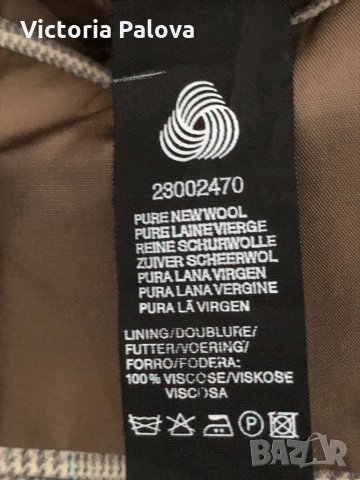 Victoria Palova
23002470
PURE NEW WOOL
PURE LAINE VIERGE
REINE SCHURWOLLE
ZUIVER SCHEERWOL
PURA LANA VIRGEN
PURA LANA VERGINE
PURA LÃ VIRGEN
LINING/DOUBLURE/
FUTTER/VOERING/
FORRO/FODERA:
100% VISCOSE/VISKOSE
VISCOSA
P
BAZAR